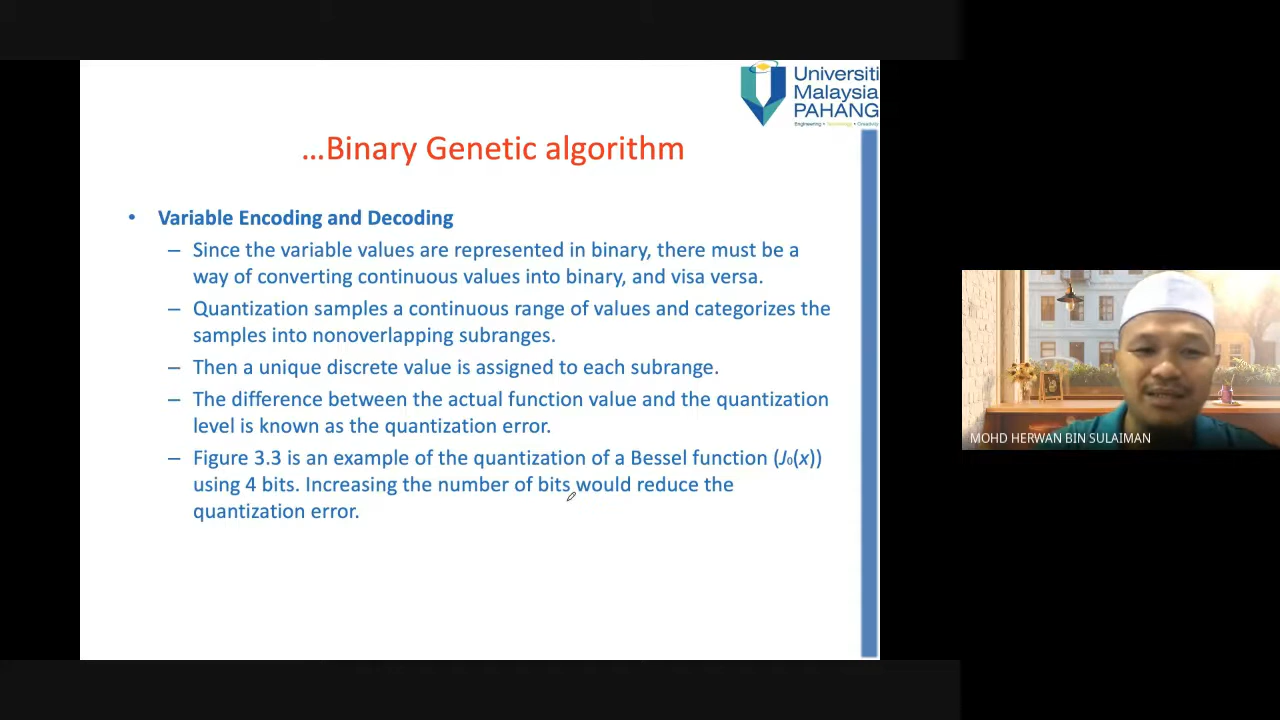 Universiti
Malaysia
PAHANG
Engineering • Technology • Creativity
...Binary Genetic algorithm
• Variable Encoding and Decoding
– Since the variable values are represented in binary, there must be a
way of converting continuous values into binary, and visa versa.
– Quantization samples a continuous range of values and categorizes the
samples into nonoverlapping subranges.
– Then a unique discrete value is assigned to each subrange.
– The difference between the actual function value and the quantization
level is known as the quantization error.
– Figure 3.3 is an example of the quantization of a Bessel function (J₀(x))
using 4 bits. Increasing the number of bits would reduce the
quantization error.
MOHD HERWAN BIN SULAIMAN